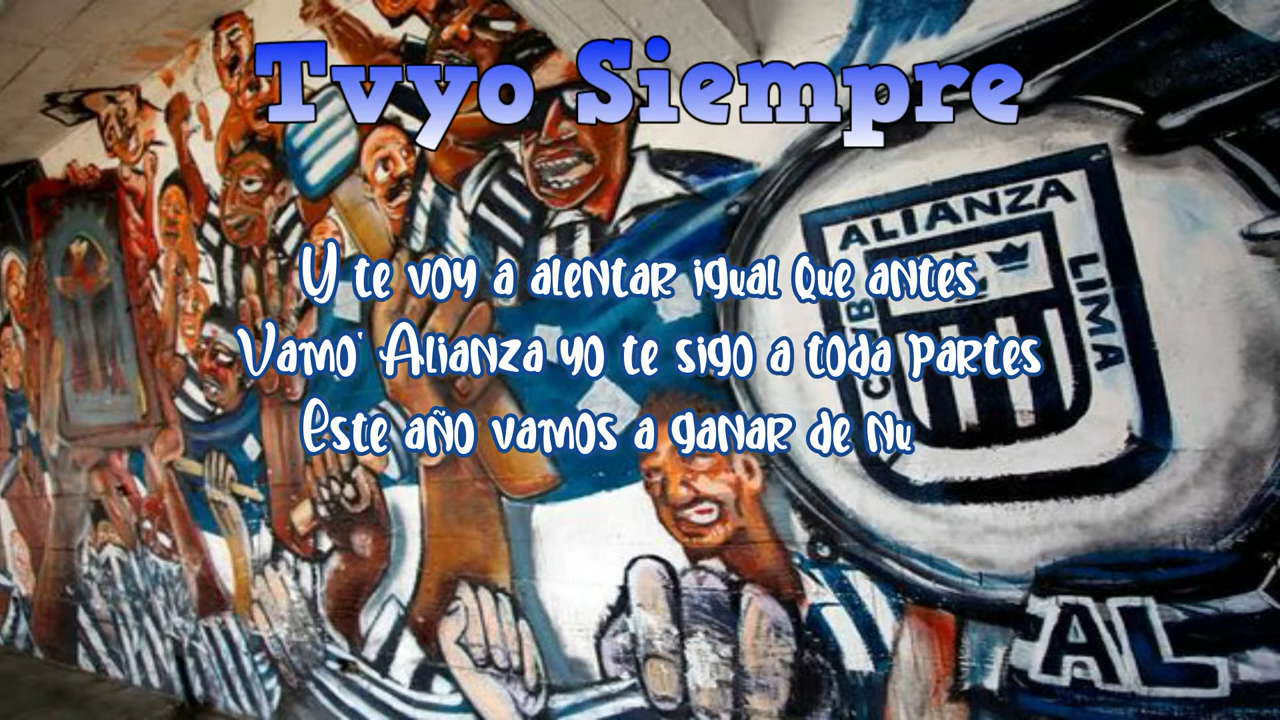 Tvyo Siempre
Y te voy a alentar igual que antes
Vamo' Alianza yo te sigo a toda partes
Este año vamos a ganar de nu
ALIANZA
CLUB
LIMA
AL